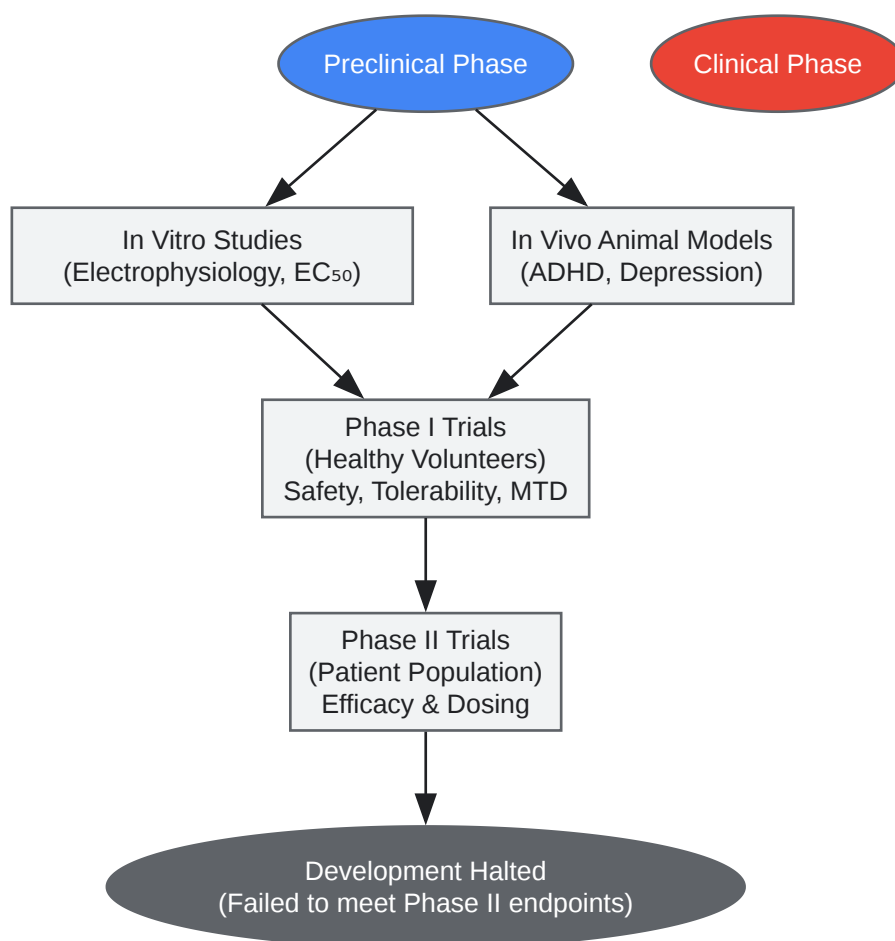 Preclinical Phase
Clinical Phase
In Vitro Studies
(Electrophysiology, EC₅₀)
In Vivo Animal Models
(ADHD, Depression)
Phase I Trials
(Healthy Volunteers)
Safety, Tolerability, MTD
Phase II Trials
(Patient Population)
Efficacy & Dosing
Development Halted
(Failed to meet Phase II endpoints)